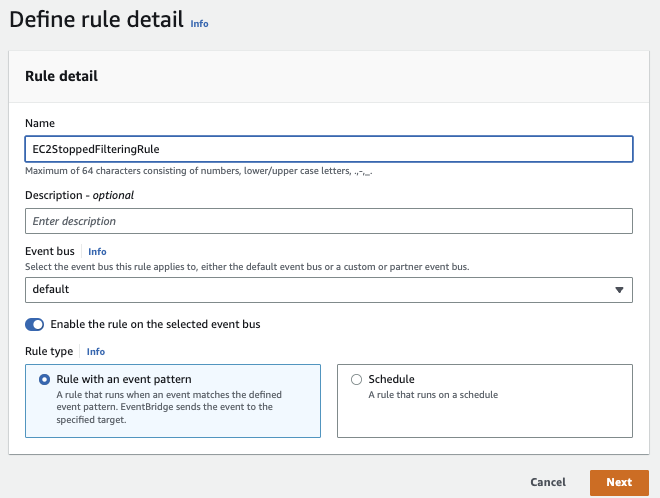 Define rule detail Info
Rule detail
Name
EC2StoppedFilteringRule
Maximum of 64 characters consisting of numbers, lower/upper case letters, .,-,_.
Description - optional
Enter description
Event bus Info
Select the event bus this rule applies to, either the default event bus or a custom or partner event bus.
default
Enable the rule on the selected event bus
Rule type Info
Rule with an event pattern
A rule that runs when an event matches the defined
event pattern. EventBridge sends the event to the
specified target.
Schedule
A rule that runs on a schedule
Cancel Next